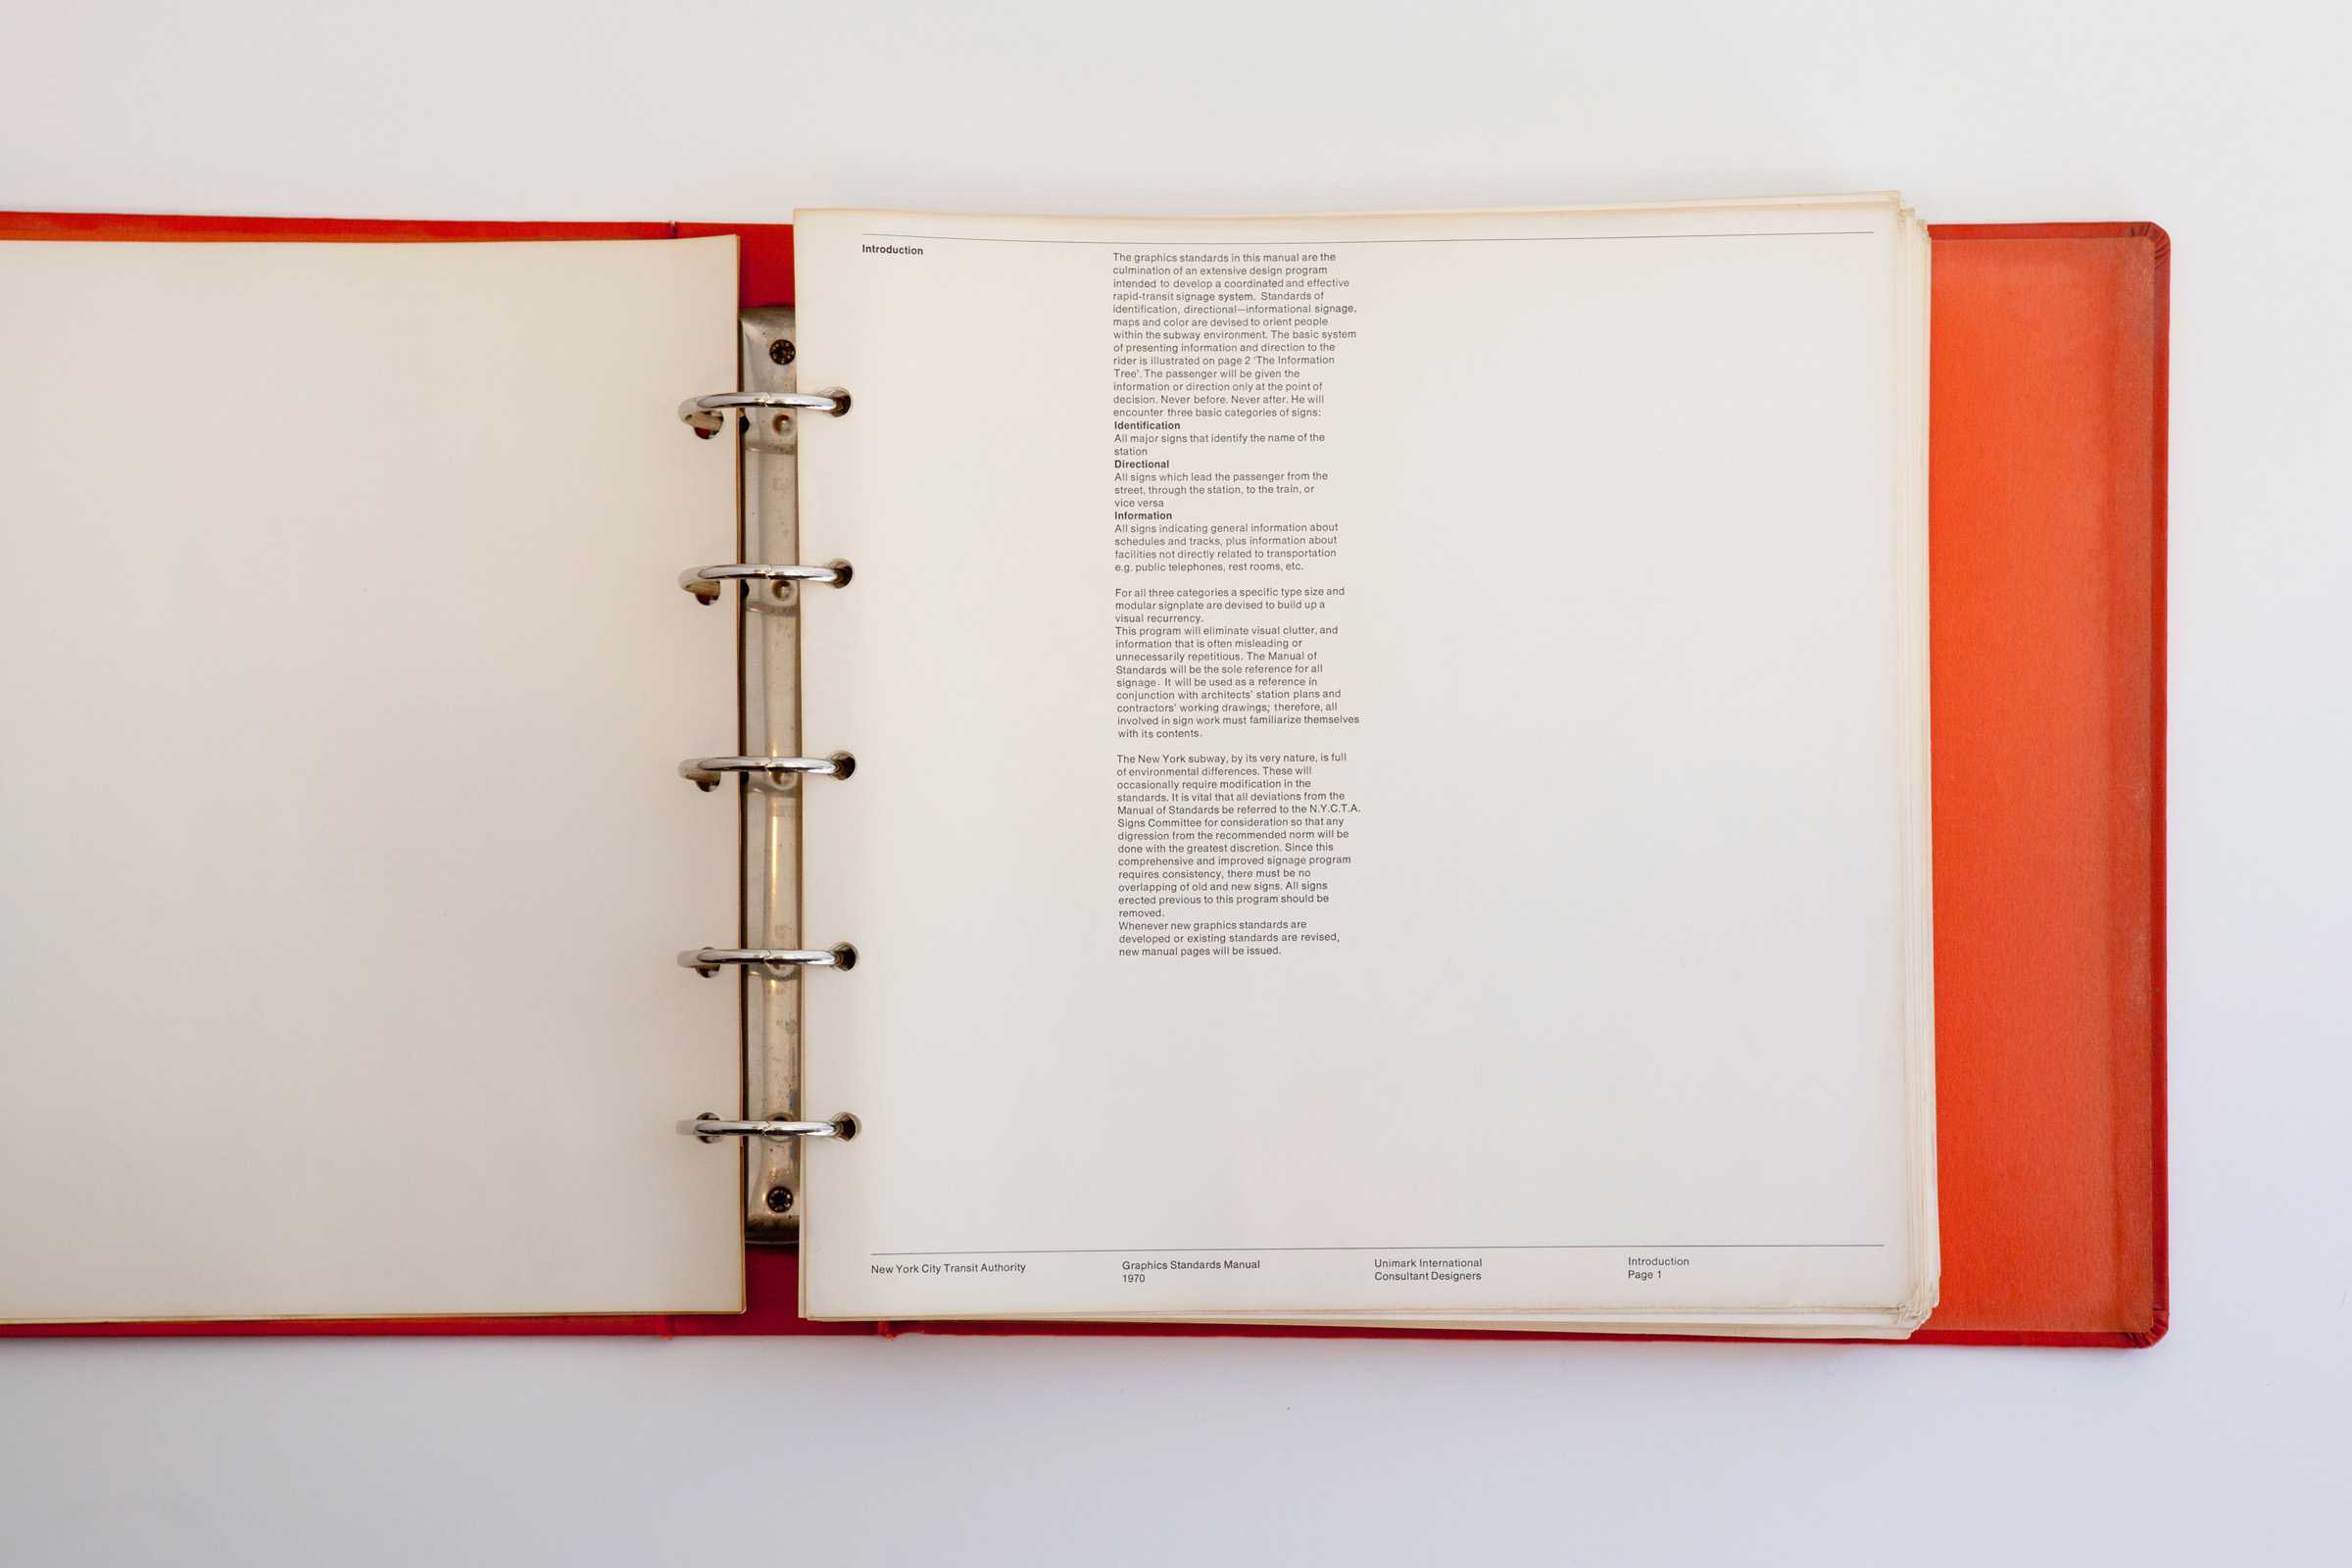 Introduction
The graphics standards in this manual are the
culmination of an extensive design program
intended to develop a coordinated and effective
rapid-transit signage system. Standards of
identification, directional—informational signage,
maps and color are devised to orient people
within the subway environment. The basic system
of presenting information and direction to the
rider is illustrated on page 2 ‘The Information
Tree’. The passenger will be given the
information or direction only at the point of
decision. Never before. Never after. He will
encounter three basic categories of signs:
Identification
All major signs that identify the name of the
station
Directional
All signs which lead the passenger from the
street, through the station, to the train, or
vice versa
Information
All signs indicating general information about
schedules and tracks, plus information about
facilities not directly related to transportation
e.g. public telephones, rest rooms, etc.
For all three categories a specific type size and
modular signplate are devised to build up a
visual recurrency.
This program will eliminate visual clutter, and
information that is often misleading or
unnecessarily repetitious. The Manual of
Standards will be the sole reference for all
signage. It will be used as a reference in
conjunction with architects’ station plans and
contractors’ working drawings; therefore, all
involved in sign work must familiarize themselves
with its contents.
The New York subway, by its very nature, is full
of environmental differences. These will
occasionally require modification in the
standards. It is vital that all deviations from the
Manual of Standards be referred to the N.Y.C.T.A.
Signs Committee for consideration so that any
digression from the recommended norm will be
done with the greatest discretion. Since this
comprehensive and improved signage program
requires consistency, there must be no
overlapping of old and new signs. All signs
erected previous to this program should be
removed.
Whenever new graphics standards are
developed or existing standards are revised,
new manual pages will be issued.
New York City Transit Authority
Graphics Standards Manual
1970
Unimark International
Consultant Designers
Introduction
Page 1